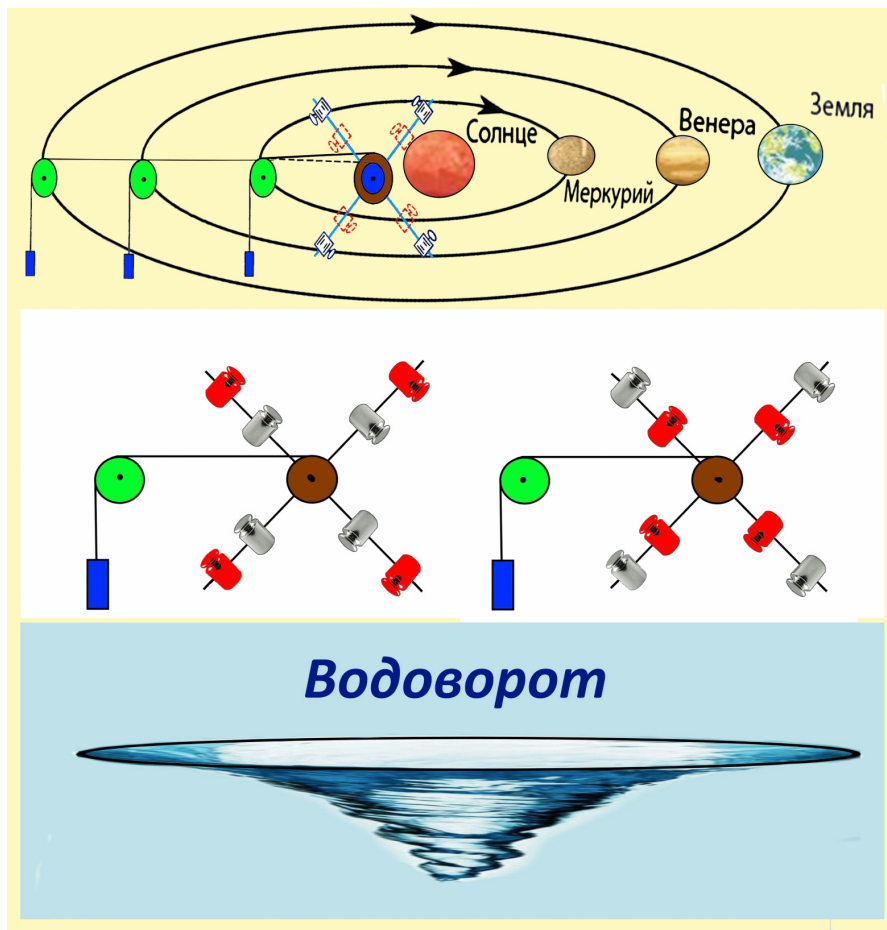 Земля
Венера
Солнце
Меркурий
Водоворот